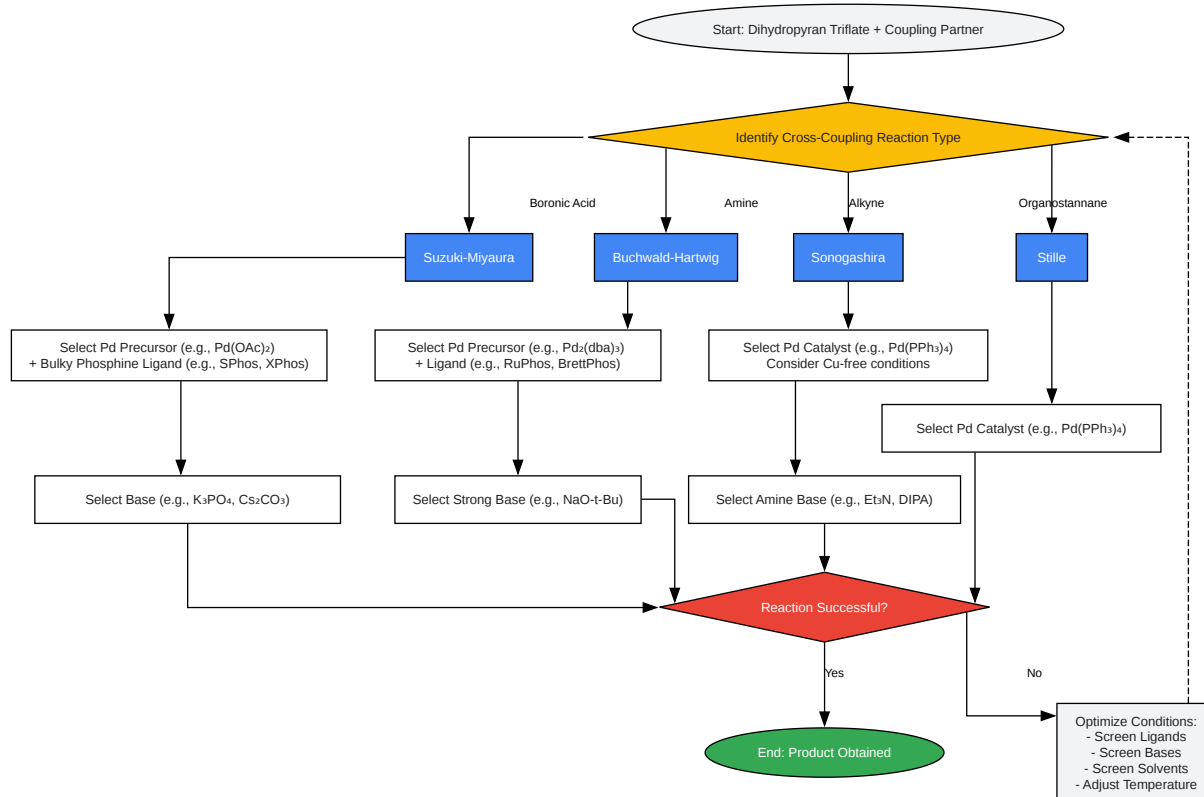 Start: Dihydropyran Triflate + Coupling Partner
Identify Cross-Coupling Reaction Type
Boronic Acid
Amine
Alkyne
Organostannane
Suzuki-Miyaura
Buchwald-Hartwig
Sonogashira
Stille
Select Pd Precursor (e.g., Pd(OAc)₂)
+ Bulky Phosphine Ligand (e.g., SPhos, XPhos)
Select Pd Precursor (e.g., Pd₂(dba)₃)
+ Ligand (e.g., RuPhos, BrettPhos)
Select Pd Catalyst (e.g., Pd(PPh₃)₄)
Consider Cu-free conditions
Select Pd Catalyst (e.g., Pd(PPh₃)₄)
Select Base (e.g., K₃PO₄, Cs₂CO₃)
Select Strong Base (e.g., NaO-t-Bu)
Select Amine Base (e.g., Et₃N, DIPA)
Reaction Successful?
Yes
No
End: Product Obtained
Optimize Conditions:
- Screen Ligands
- Screen Bases
- Screen Solvents
- Adjust Temperature